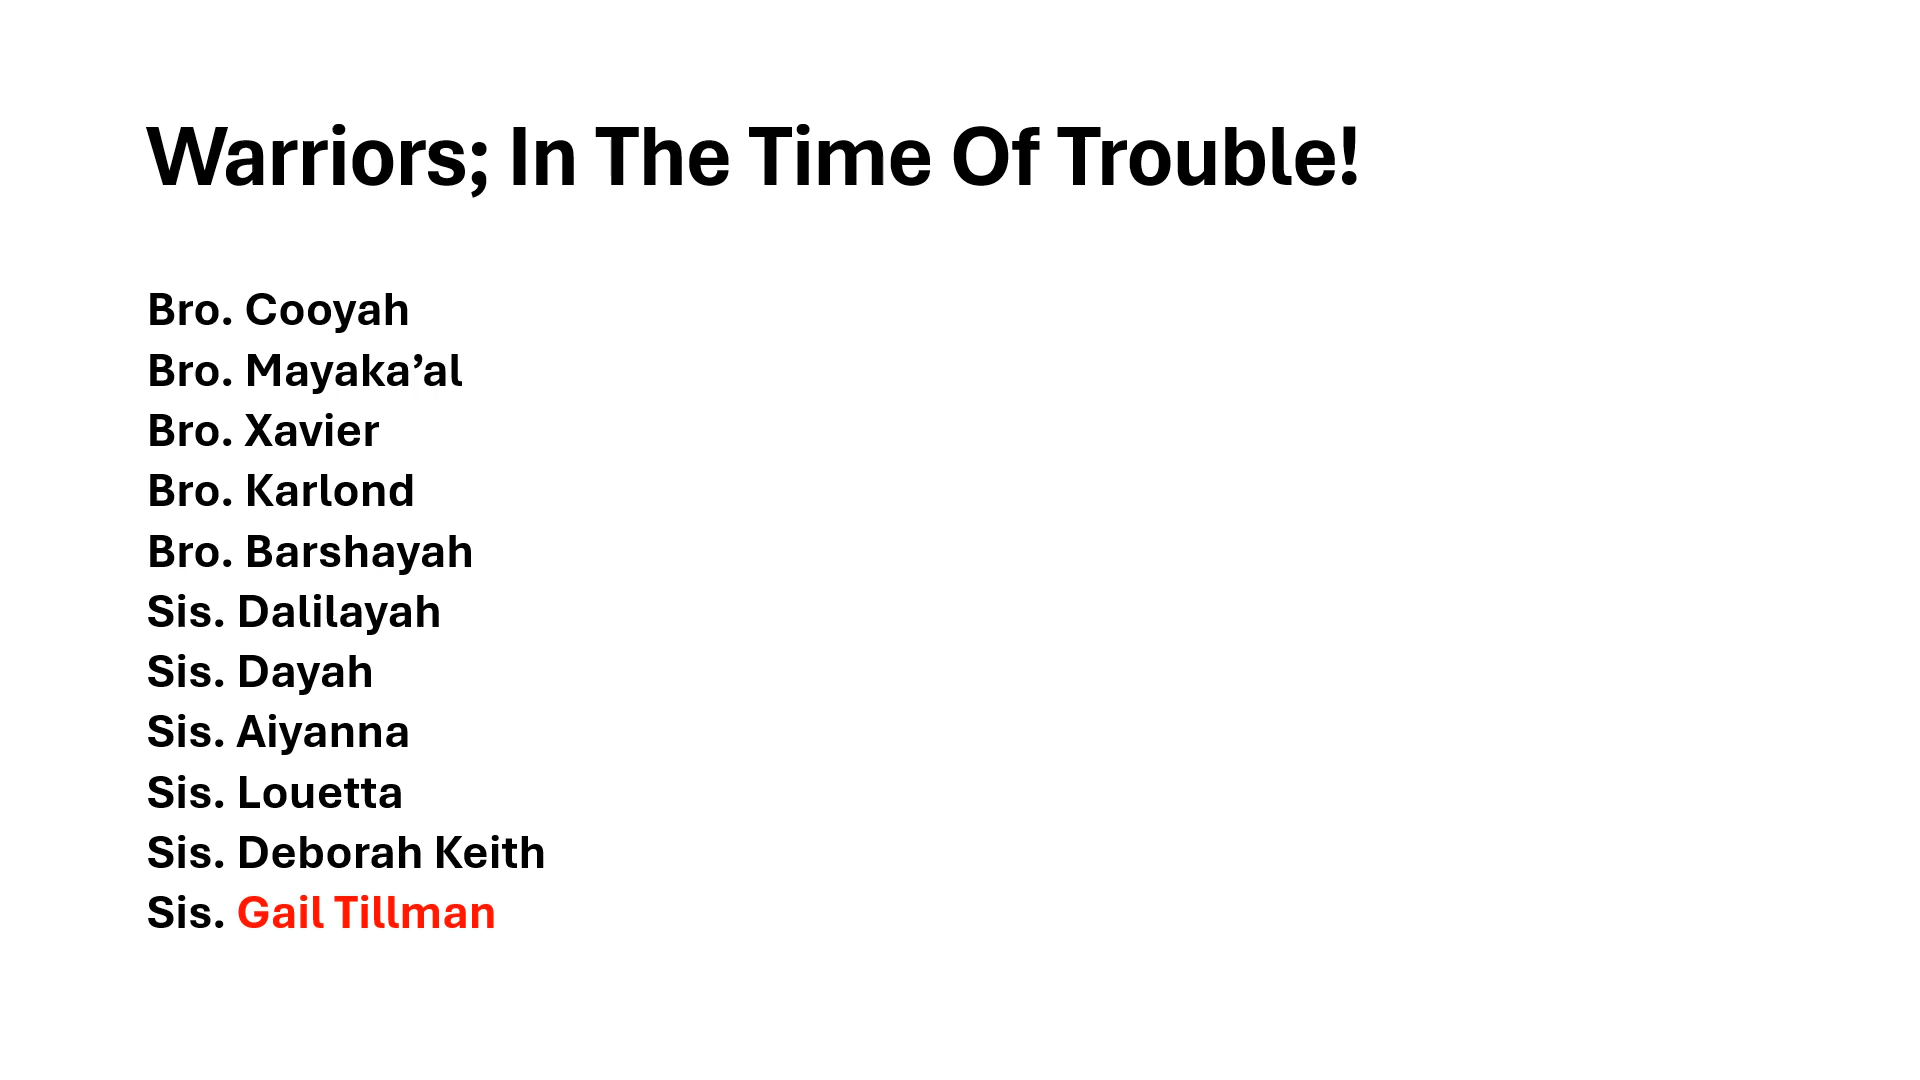 Warriors; In The Time Of Trouble!
Bro. Cooyah
Bro. Mayaka’al
Bro. Xavier
Bro. Karlond
Bro. Barshayah
Sis. Dalilayah
Sis. Dayah
Sis. Aiyanna
Sis. Louetta
Sis. Deborah Keith
Sis. Gail Tillman